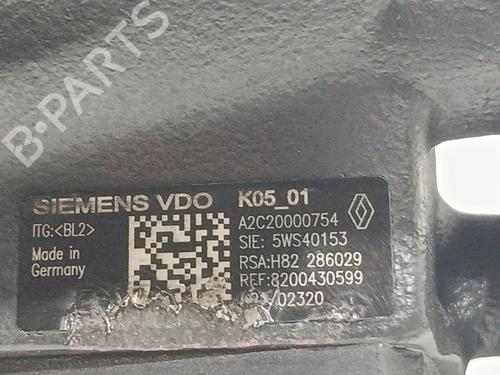 B-PARTS
SIEMENS VDO K05_01
ITG:<BL2> A2C20000754
Made in SIE: 5WS40153
Germany RSA:H82 286029
REF:8200430599
02320